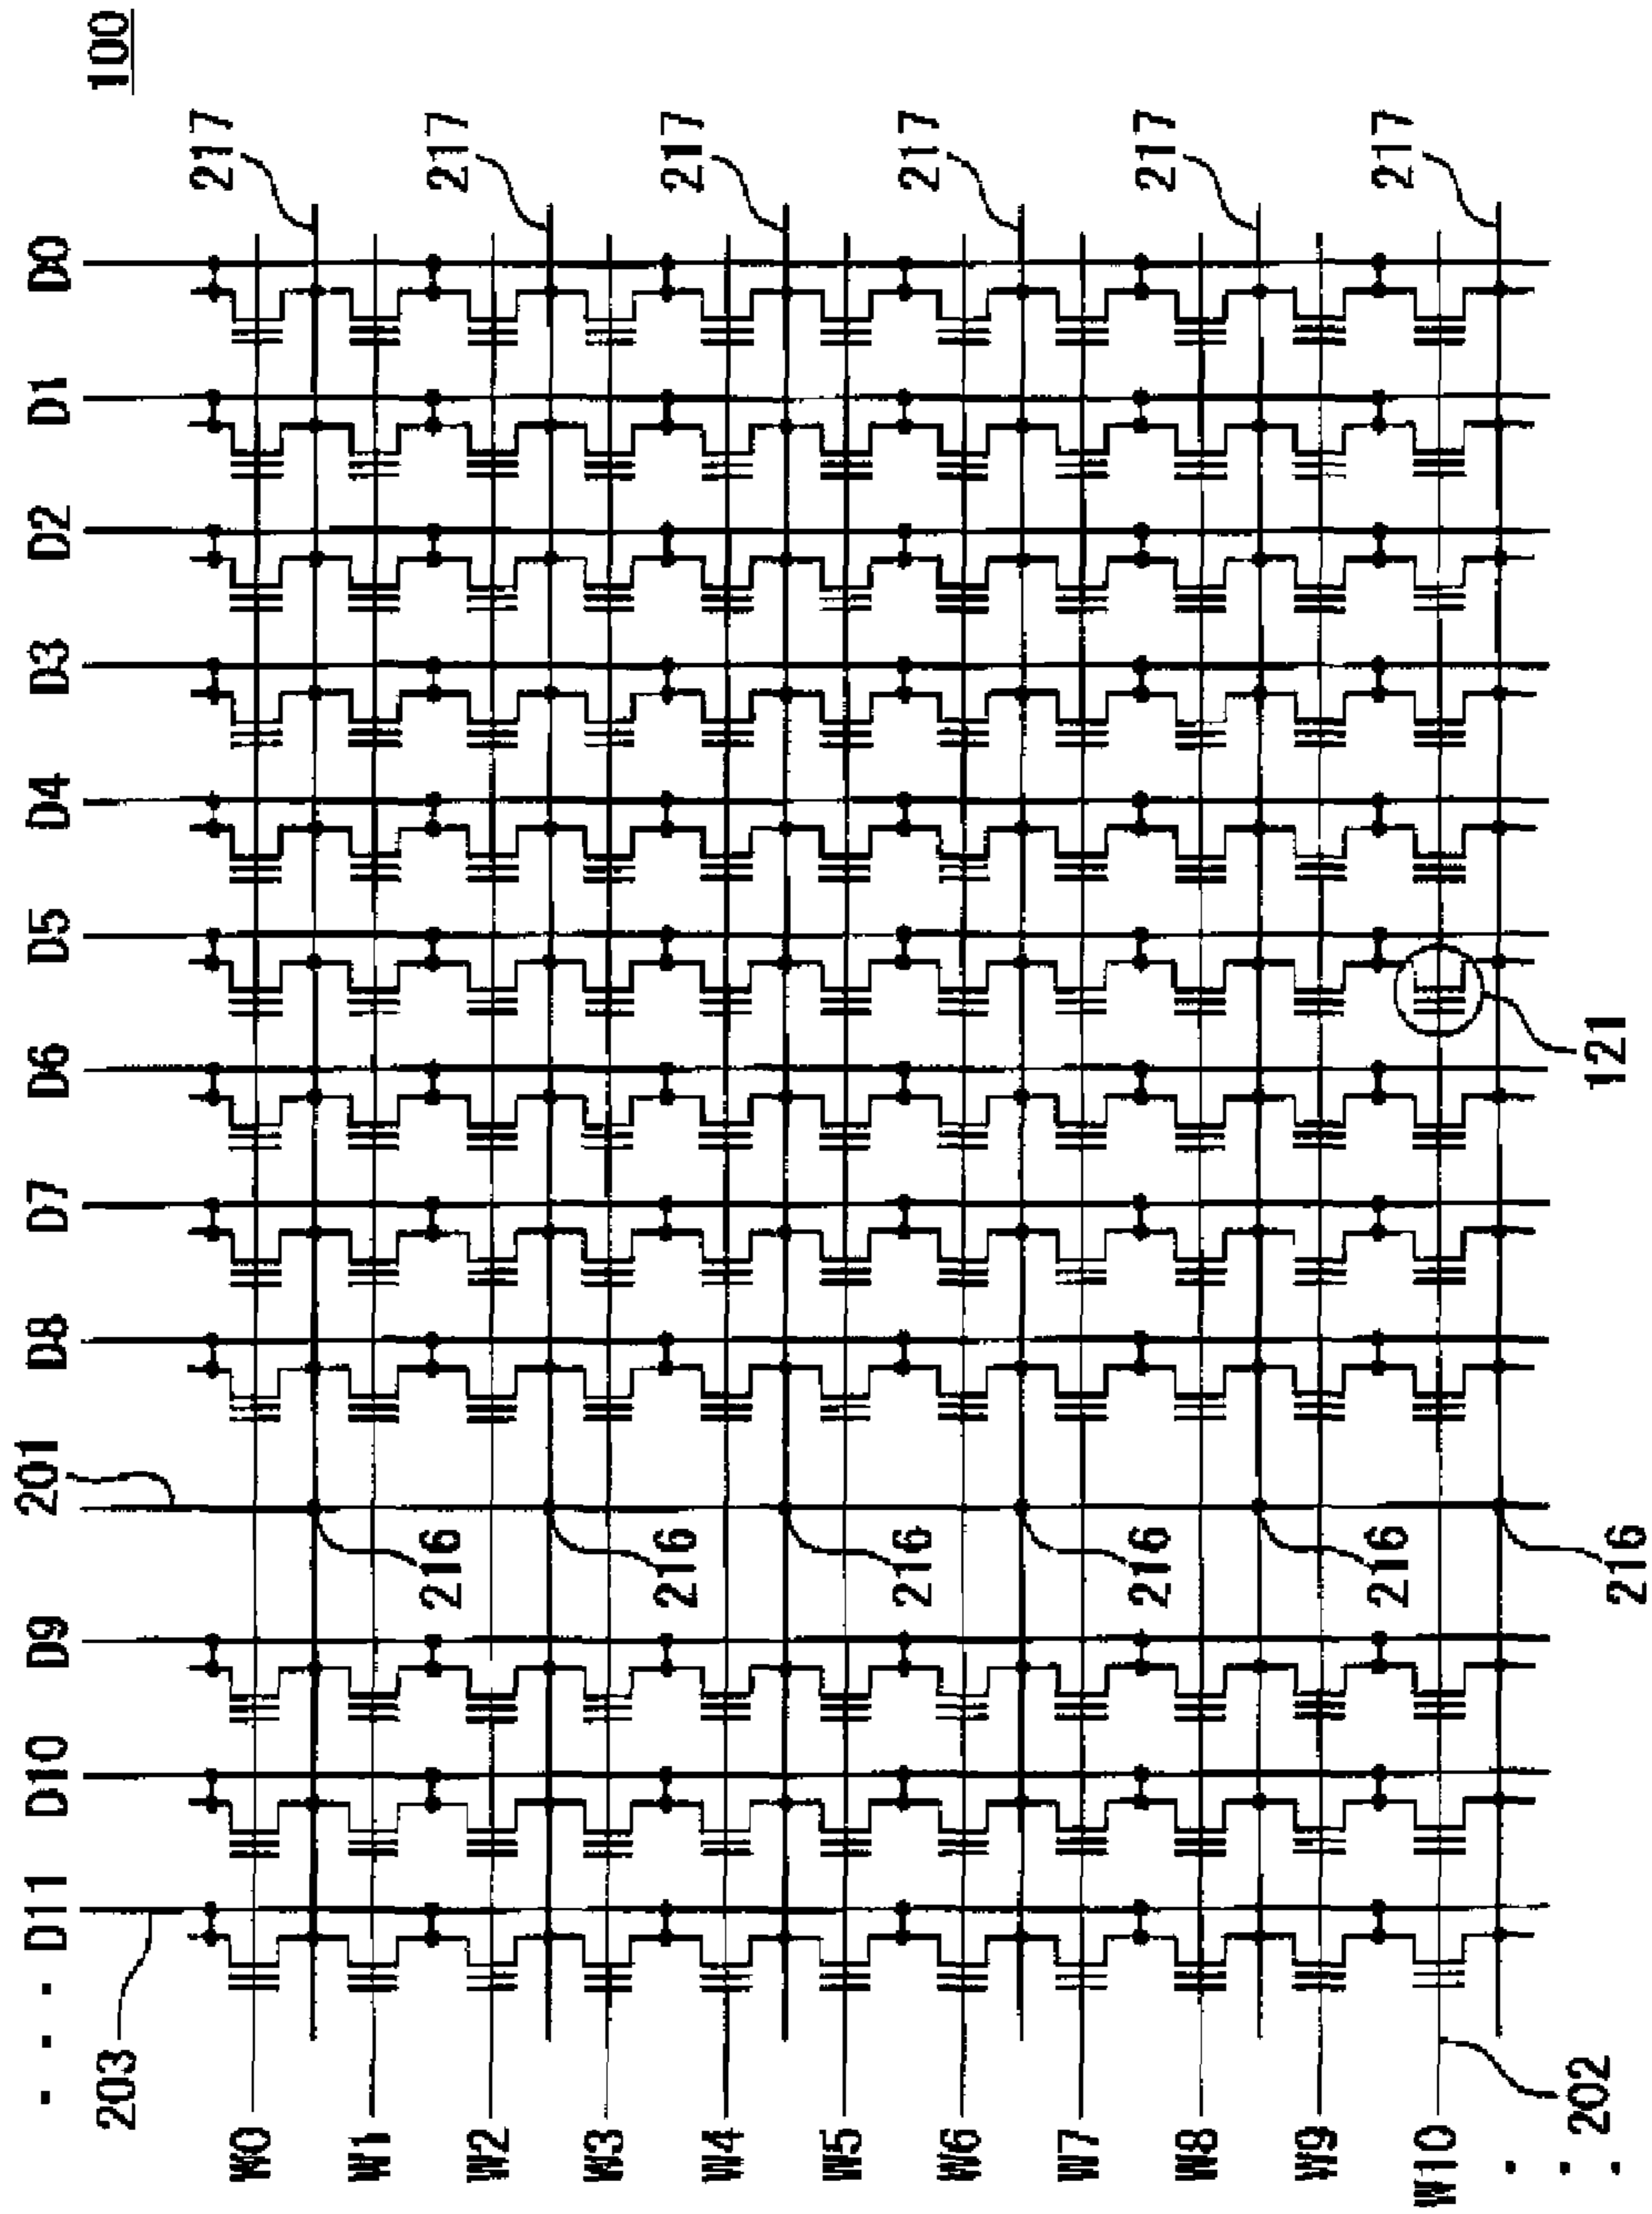 . . . D11 D10 D9 201 D8 D7 D6 D5 D4 D3 D2 D1 D0
203 100
217
W0
W1
216 217
W2
W3
216 217
W4
W5
216 217
W6
W7
216 217
W8
W9
216 217
W10
. . .
202 216 121